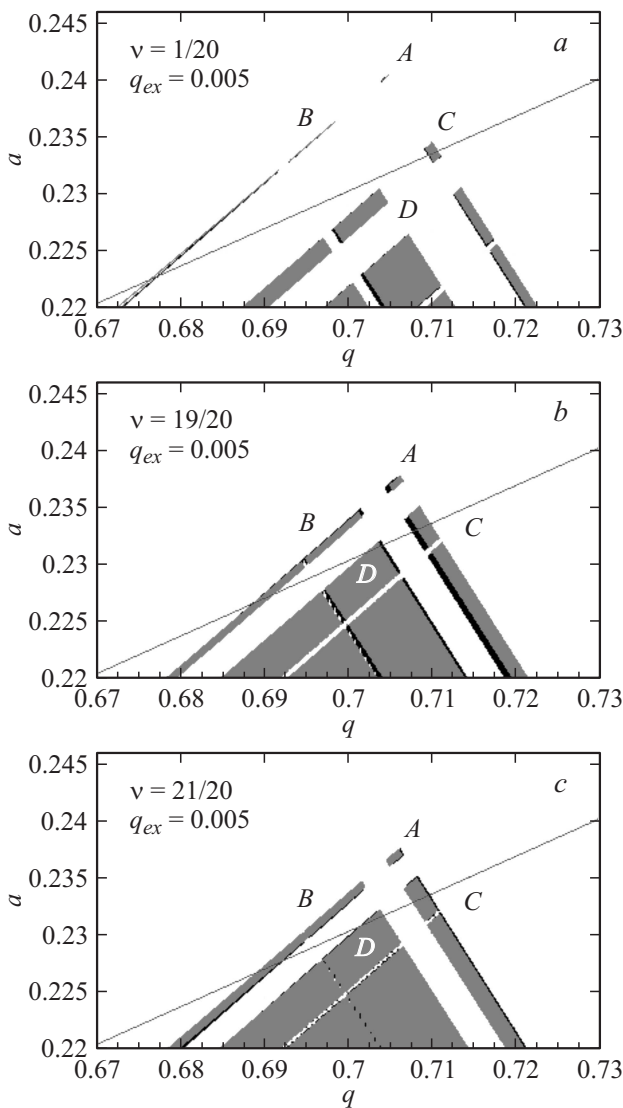 0.245
ν = 1/20
a
A
q_ex = 0.005
0.24
B
C
0.235
a
0.23
D
0.225
0.22
0.67 0.68 0.69 0.7 0.71 0.72 0.73
q
0.245
ν = 19/20
b
q_ex = 0.005
A
0.24
0.235
a
B
C
0.23
D
0.225
0.22
0.67 0.68 0.69 0.7 0.71 0.72 0.73
q
0.245
ν = 21/20
c
q_ex = 0.005
A
0.24
0.235
a
B
C
0.23
D
0.225
0.22
0.67 0.68 0.69 0.7 0.71 0.72 0.73
q